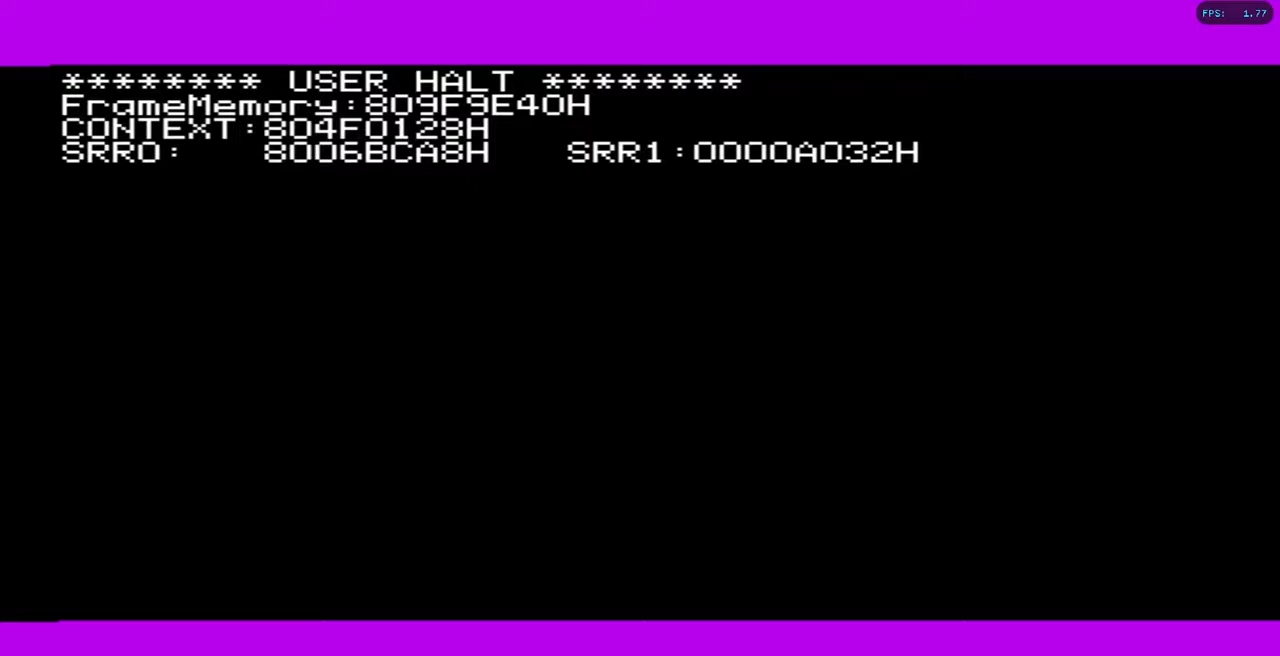 FPS: 1.77
******** USER HALT ********
FrameMemory:809F9E40H
CONTEXT:804F0128H
SRR0: 8006BCA8H SRR1:0000A032H